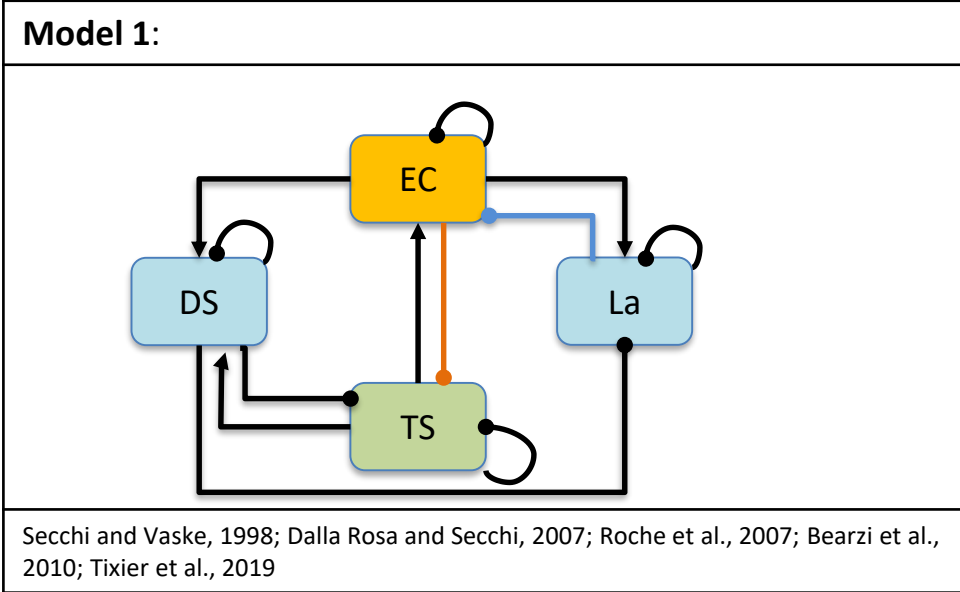 Model 1:
EC
DS
La
TS
Secchi and Vaske, 1998; Dalla Rosa and Secchi, 2007; Roche et al., 2007; Bearzi et al.,
2010; Tixier et al., 2019